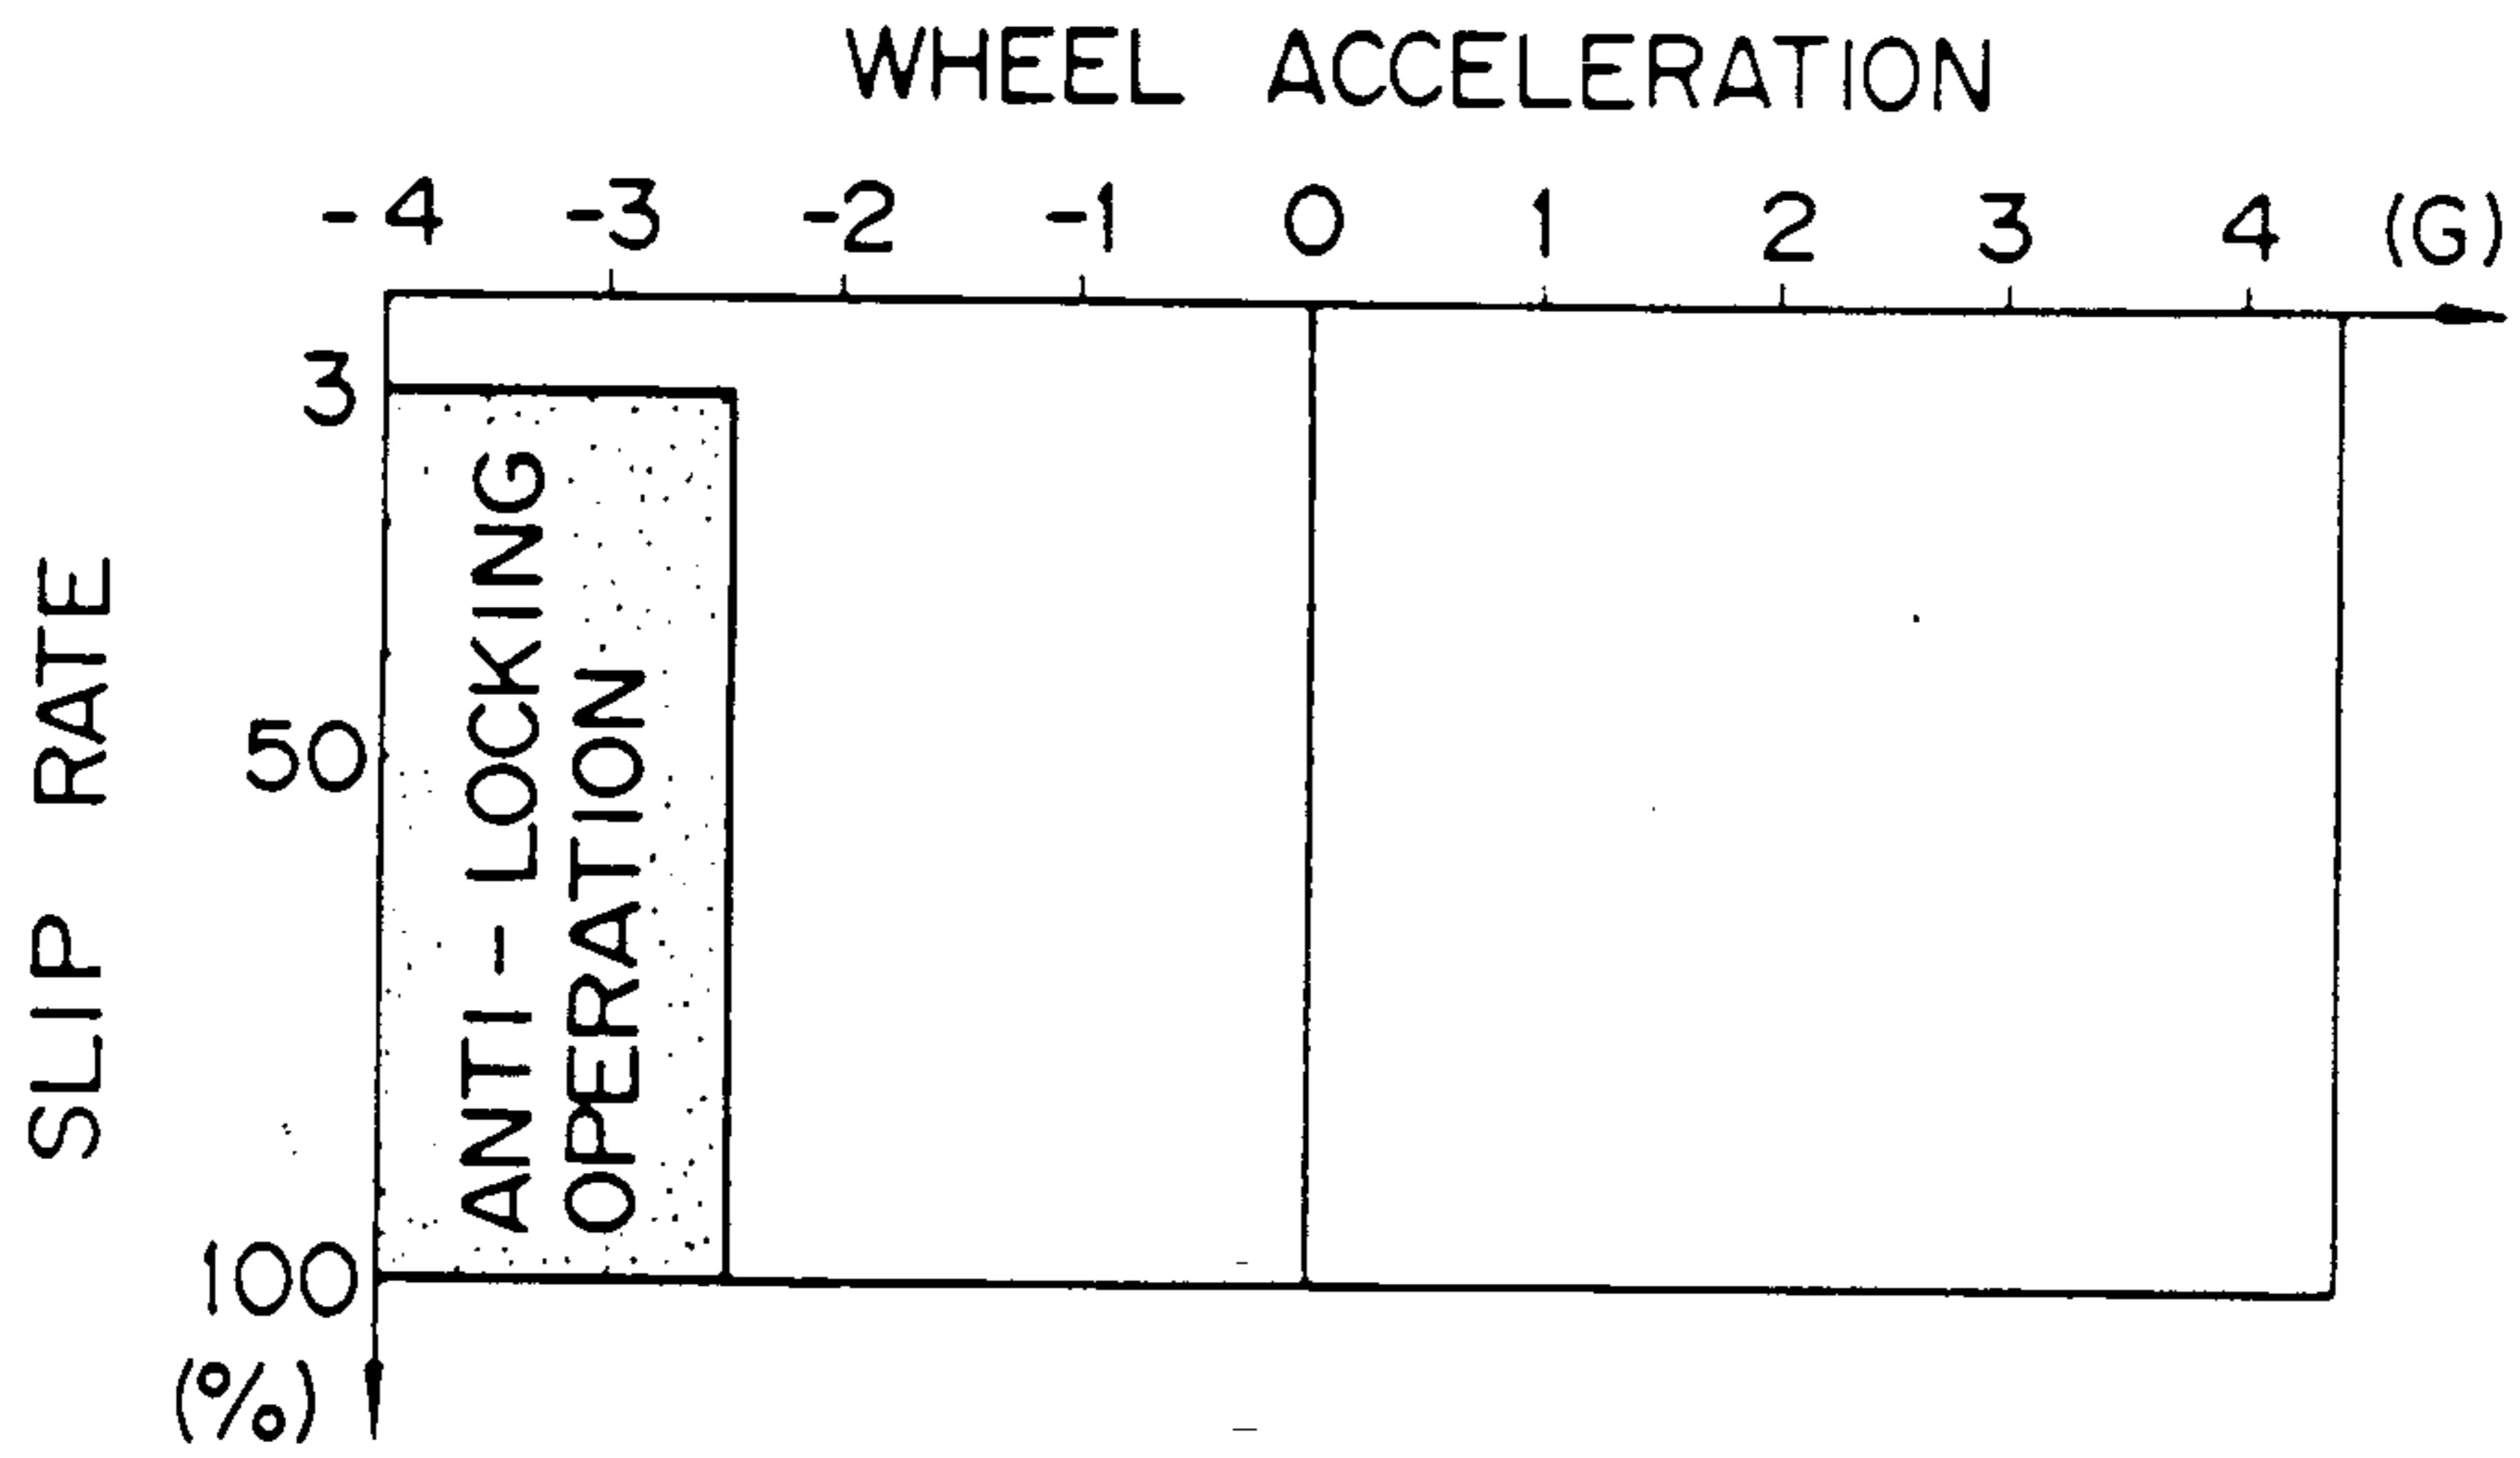 WHEEL ACCELERATION
-4 -3 -2 -1 0 1 2 3 4 (G)
3
50
100
(%)
SLIP RATE
ANTI-LOCKING
OPERATION